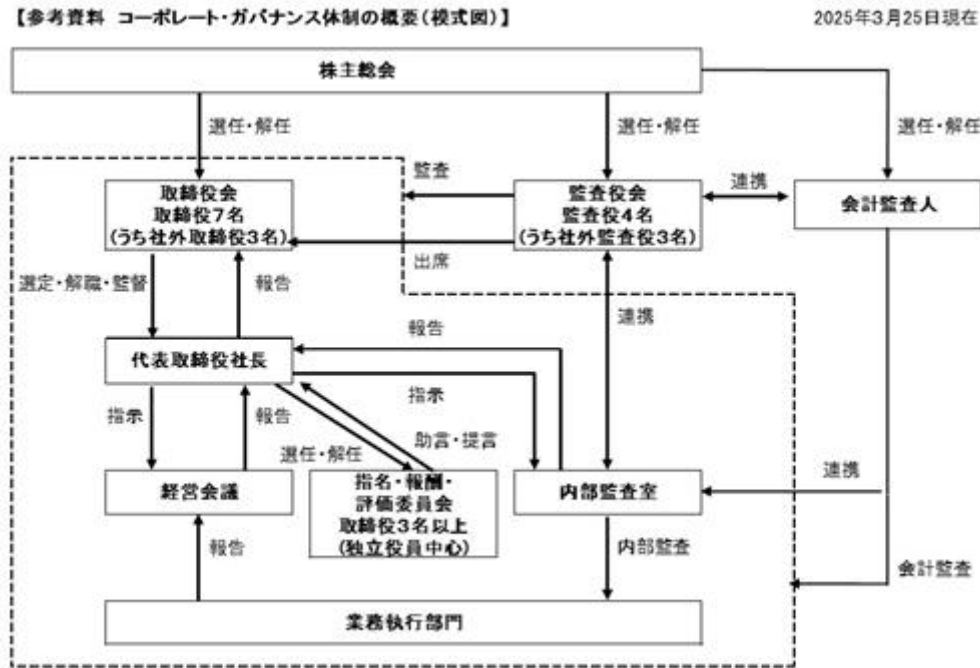 【参考資料 コーポレート・ガバナンス体制の概要(模式図)】
2025年3月25日現在
株主総会
選任・解任
選任・解任
選任・解任
監査
連携
取締役会
取締役7名
(うち社外取締役3名)
監査役会
監査役4名
(うち社外監査役3名)
会計監査人
出席
選定・解職・監督
報告
連携
報告
代表取締役社長
指示
指示
報告
助言・提言
選任・解任
連携
経営会議
指名・報酬・
評価委員会
取締役3名以上
(独立役員中心)
内部監査室
報告
内部監査
会計監査
業務執行部門